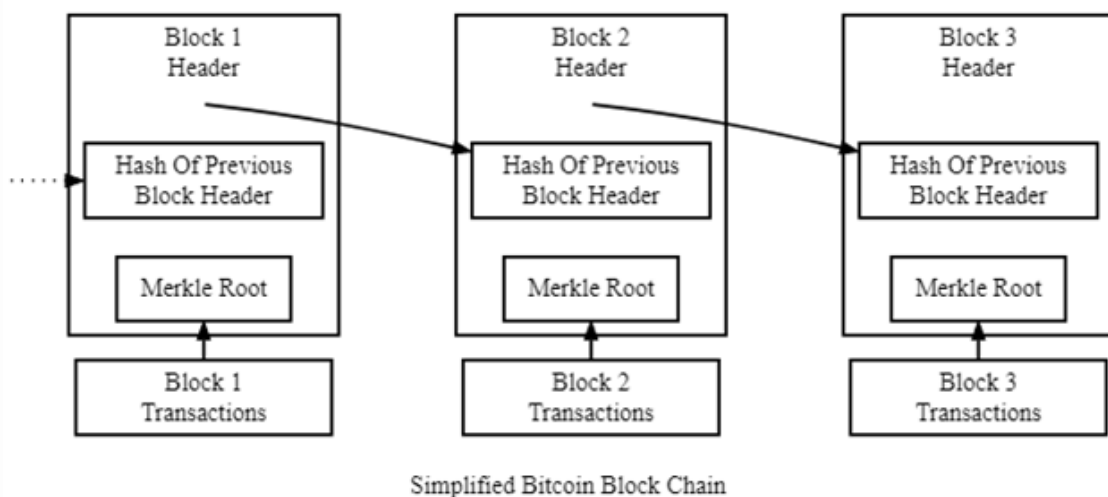 Block 1
Header
Hash Of Previous
Block Header
Merkle Root
Block 1
Transactions
Block 2
Header
Hash Of Previous
Block Header
Merkle Root
Block 2
Transactions
Block 3
Header
Hash Of Previous
Block Header
Merkle Root
Block 3
Transactions
Simplified Bitcoin Block Chain